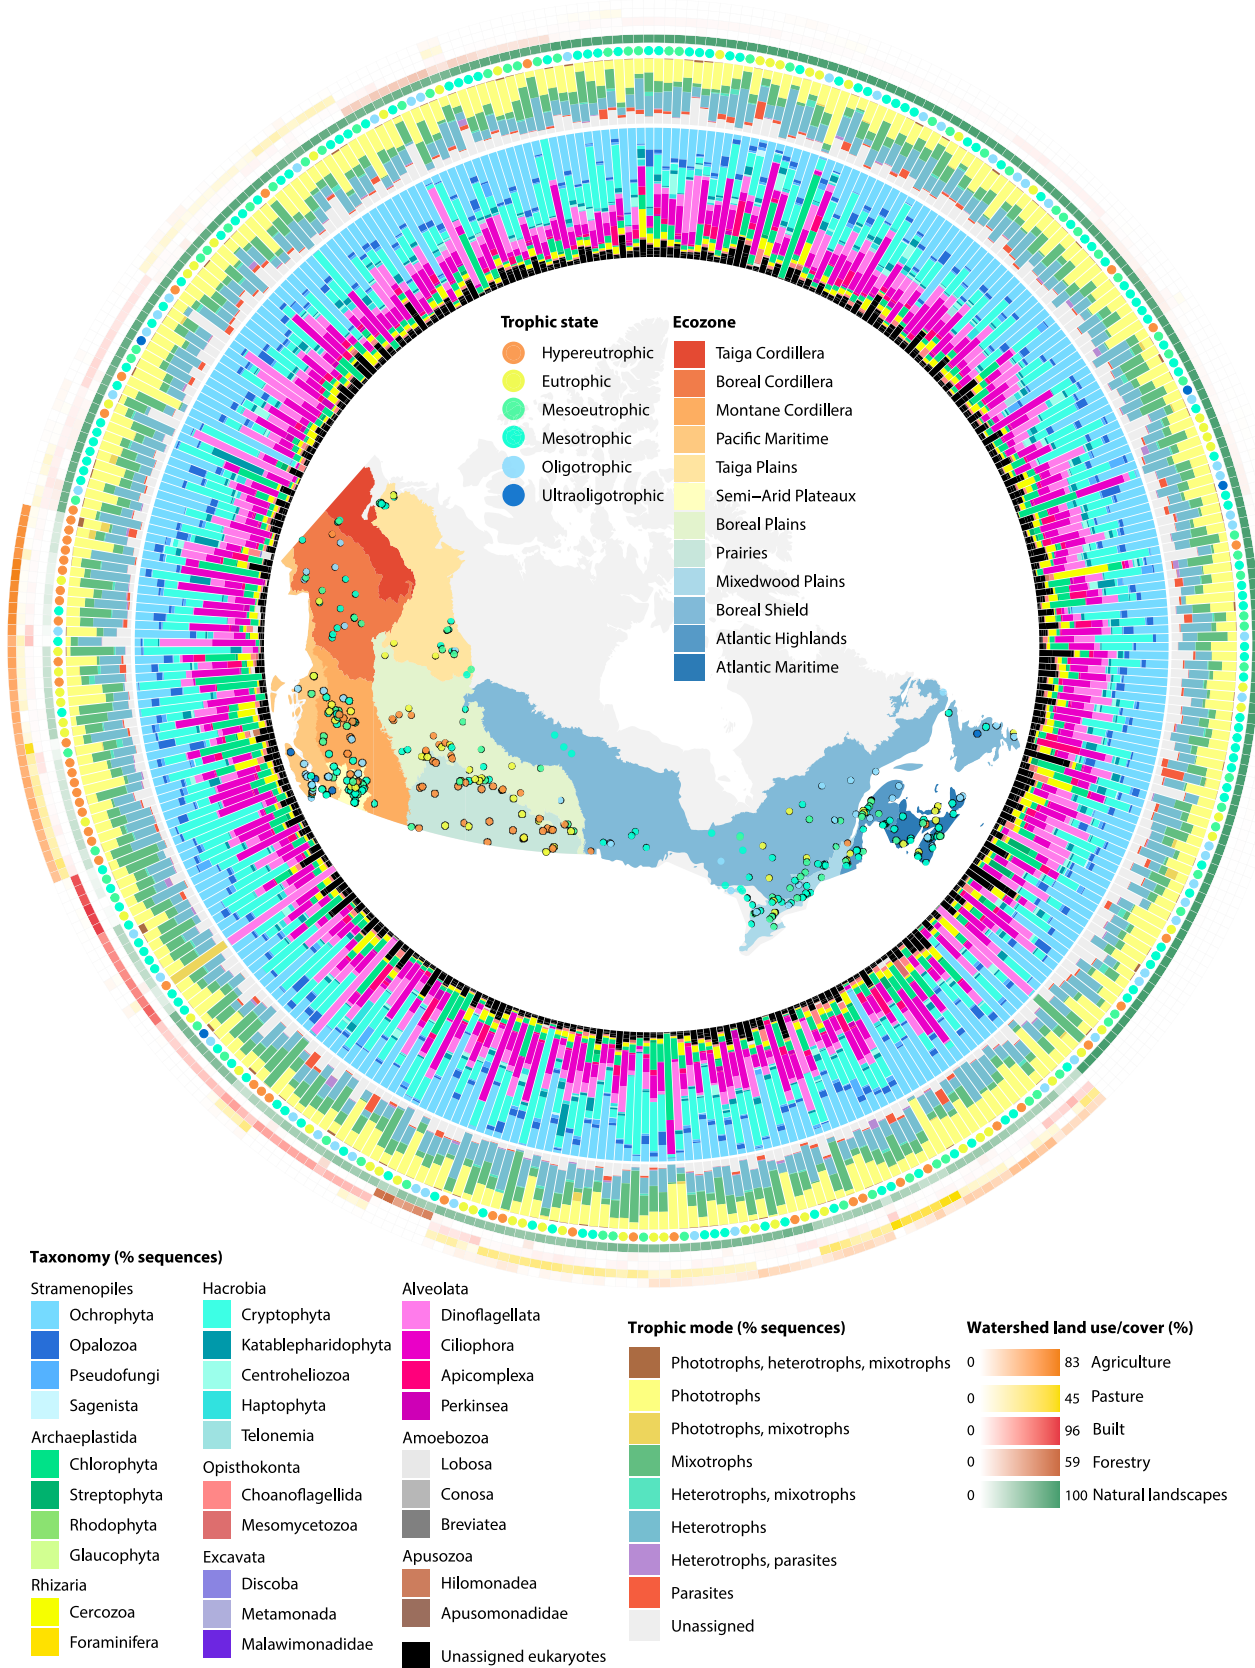 Trophic state
Hypereutrophic
Eutrophic
Mesoeutrophic
Mesotrophic
Oligotrophic
Ultraoligotrophic
Ecozone
Taiga Cordillera
Boreal Cordillera
Montane Cordillera
Pacific Maritime
Taiga Plains
Semi–Arid Plateaux
Boreal Plains
Prairies
Mixedwood Plains
Boreal Shield
Atlantic Highlands
Atlantic Maritime
Taxonomy (% sequences)
Stramenopiles
Ochrophyta
Opalozoa
Pseudofungi
Sagenista
Archaeplastida
Chlorophyta
Streptophyta
Rhodophyta
Glaucophyta
Rhizaria
Cercozoa
Foraminifera
Hacrobia
Cryptophyta
Katablepharidophyta
Centroheliozoa
Haptophyta
Telonemia
Opisthokonta
Choanoflagellida
Mesomycetozoa
Excavata
Discoba
Metamonada
Malawimonadidae
Alveolata
Dinoflagellata
Ciliophora
Apicomplexa
Perkinsea
Amoebozoa
Lobosa
Conosa
Breviatea
Apusozoa
Hilomonadea
Apusomonadidae
Unassigned eukaryotes
Trophic mode (% sequences)
Phototrophs, heterotrophs, mixotrophs
Phototrophs
Phototrophs, mixotrophs
Mixotrophs
Heterotrophs, mixotrophs
Heterotrophs
Heterotrophs, parasites
Parasites
Unassigned
Watershed land use/cover (%)
0 83 Agriculture
0 45 Pasture
0 96 Built
0 59 Forestry
0 100 Natural landscapes